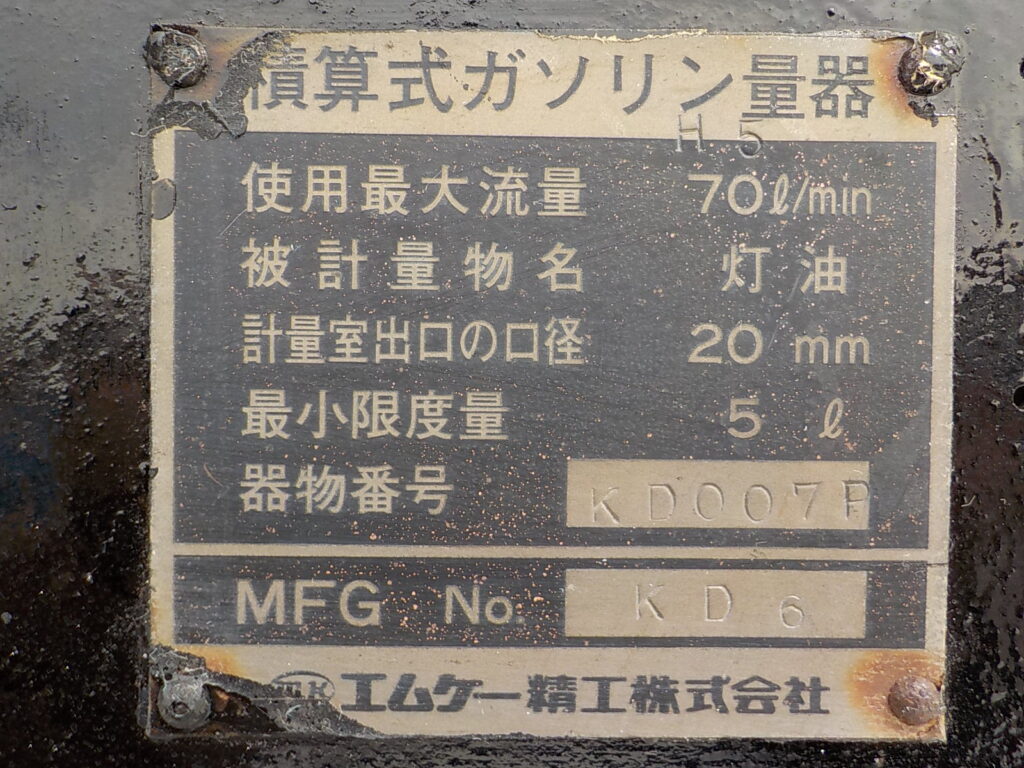 積算式ガソリン量器
H5
使用最大流量 70ℓ/min
被計量物名 灯油
計量室出口の口径 20 mm
最小限度量 5 ℓ
器物番号 KD007P
MFG No. KD6
MK エムケー精工株式会社